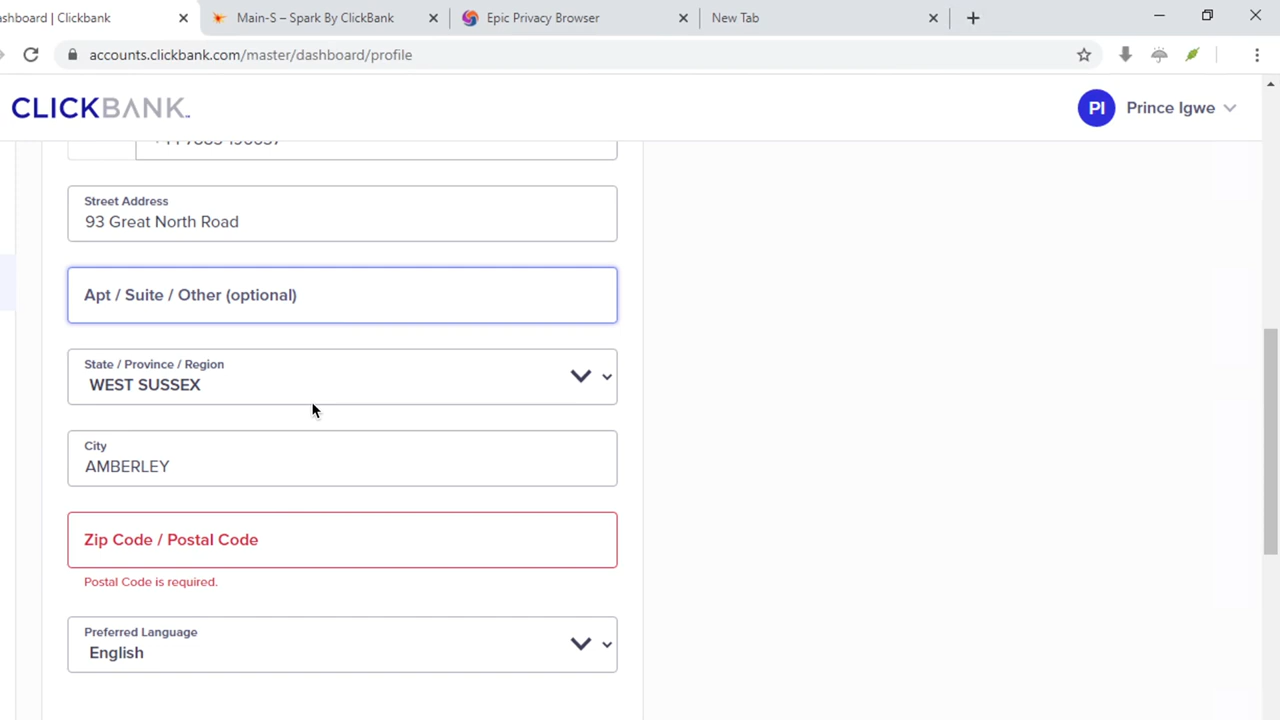 ashboard | Clickbank
Main-S – Spark By ClickBank
Epic Privacy Browser
New Tab
accounts.clickbank.com/master/dashboard/profile
CLICKBANK
PI
Prince Igwe
Street Address
93 Great North Road
Apt / Suite / Other (optional)
State / Province / Region
WEST SUSSEX
City
AMBERLEY
Zip Code / Postal Code
Postal Code is required.
Preferred Language
English